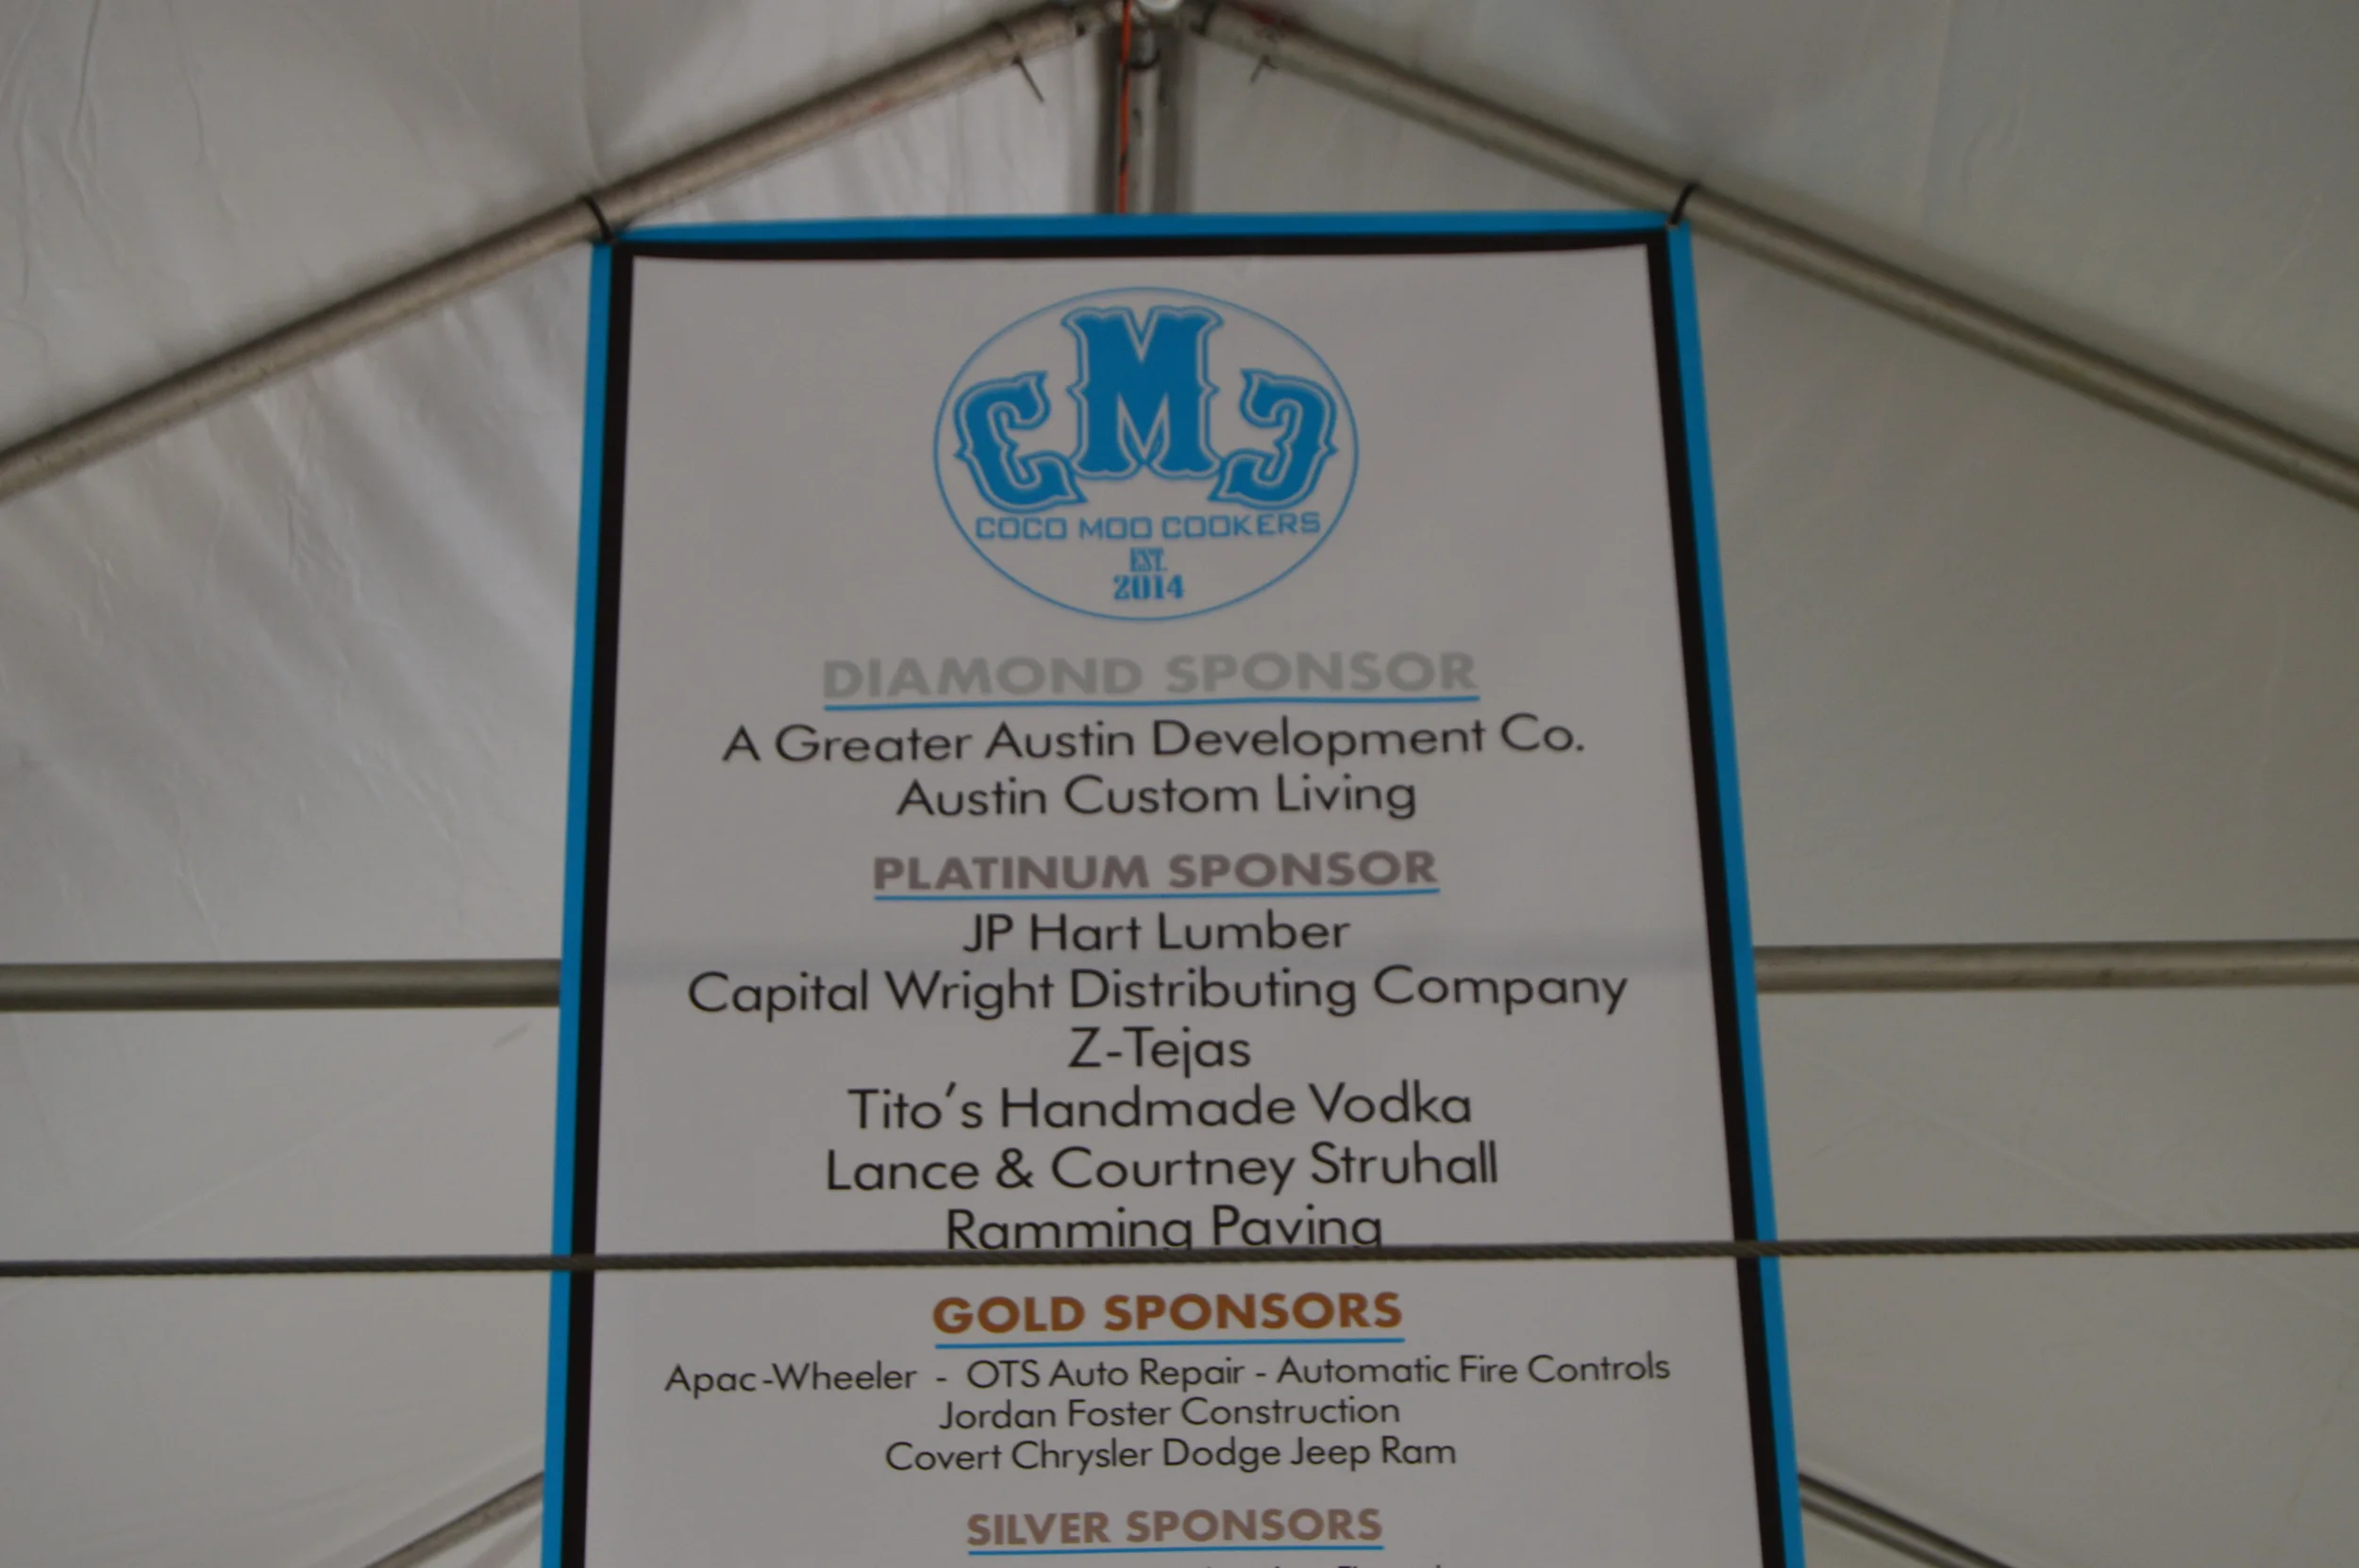 CMC
COCO MOO COOKERS
EST.
2014
DIAMOND SPONSOR
A Greater Austin Development Co.
Austin Custom Living
PLATINUM SPONSOR
JP Hart Lumber
Capital Wright Distributing Company
Z-Tejas
Tito's Handmade Vodka
Lance & Courtney Struhall
Ramming Paving
GOLD SPONSORS
Apac-Wheeler - OTS Auto Repair - Automatic Fire Controls
Jordan Foster Construction
Covert Chrysler Dodge Jeep Ram
SILVER SPONSORS